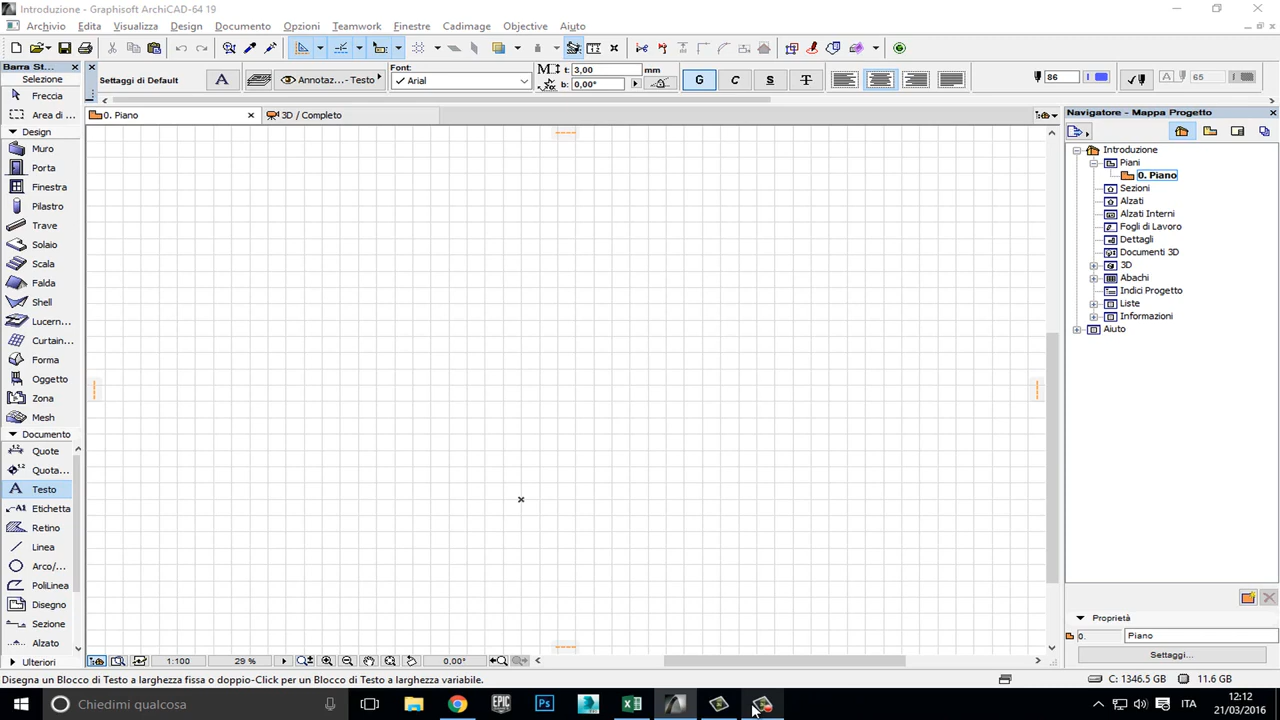 Introduzione - Graphisoft ArchiCAD-64 19
Archivio Edita Visualizza Design Documento Opzioni Teamwork Finestre Cadimage Objective Aiuto
Barra St...
Selezione
Freccia
Area di ...
Design
Muro
Porta
Finestra
Pilastro
Trave
Solaio
Scala
Falda
Shell
Lucern...
Curtain...
Forma
Oggetto
Zona
Mesh
Documento
Quote
Quota...
Testo
Etichetta
Retino
Linea
Arco/...
PoliLinea
Disegno
Sezione
Alzato
Ulteriori
Settaggi di Default
A
Annotaz... - Testo
Font:
Arial
t: 3,00 mm
b: 0,00°
G C S T
86
A 65
0. Piano
3D / Completo
Navigatore - Mappa Progetto
Introduzione
Piani
0. Piano
Sezioni
Alzati
Alzati Interni
Fogli di Lavoro
Dettagli
Documenti 3D
3D
Abachi
Indici Progetto
Liste
Informazioni
Aiuto
Proprietà
0. Piano
Settaggi...
1:100 29 % 0,00°
Disegna un Blocco di Testo a larghezza fissa o doppio-Click per un Blocco di Testo a larghezza variabile.
C: 1346.5 GB 11.6 GB
Chiedimi qualcosa
EPIC
Ps
ITA
12:12
21/03/2016